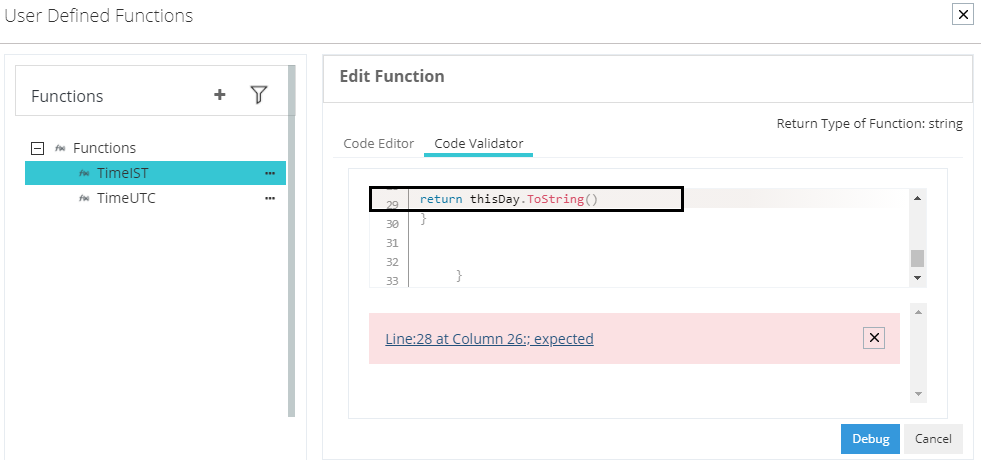 User Defined Functions
Functions
Functions
TimeIST
TimeUTC
Edit Function
Return Type of Function: string
Code Editor Code Validator
29 return thisDay.ToString()
30 }
31
32
33 }
Line:28 at Column 26:; expected
Debug Cancel